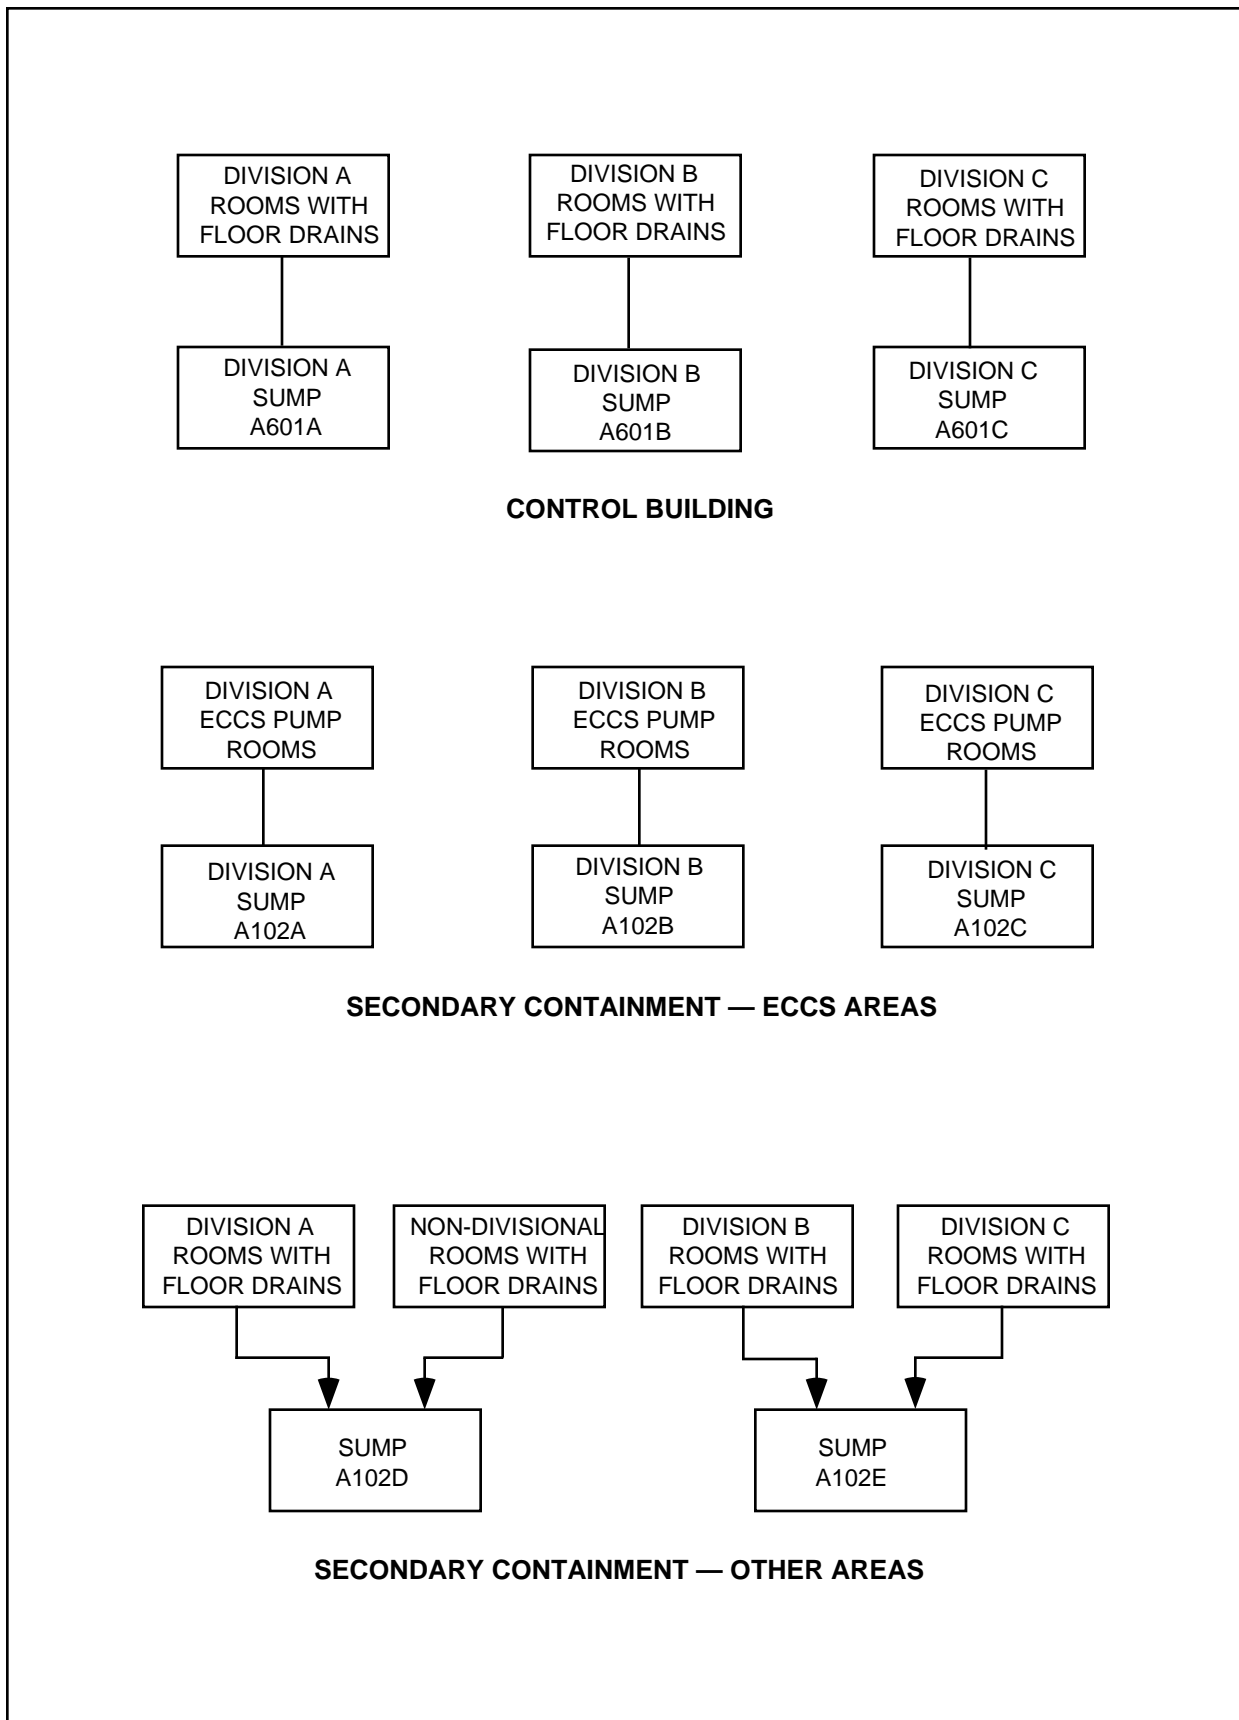 DIVISION A
ROOMS WITH
FLOOR DRAINS
DIVISION B
ROOMS WITH
FLOOR DRAINS
DIVISION C
ROOMS WITH
FLOOR DRAINS
DIVISION A
SUMP
A601A
DIVISION B
SUMP
A601B
DIVISION C
SUMP
A601C
CONTROL BUILDING
DIVISION A
ECCS PUMP
ROOMS
DIVISION B
ECCS PUMP
ROOMS
DIVISION C
ECCS PUMP
ROOMS
DIVISION A
SUMP
A102A
DIVISION B
SUMP
A102B
DIVISION C
SUMP
A102C
SECONDARY CONTAINMENT — ECCS AREAS
DIVISION A
ROOMS WITH
FLOOR DRAINS
NON-DIVISIONAL
ROOMS WITH
FLOOR DRAINS
DIVISION B
ROOMS WITH
FLOOR DRAINS
DIVISION C
ROOMS WITH
FLOOR DRAINS
SUMP
A102D
SUMP
A102E
SECONDARY CONTAINMENT — OTHER AREAS